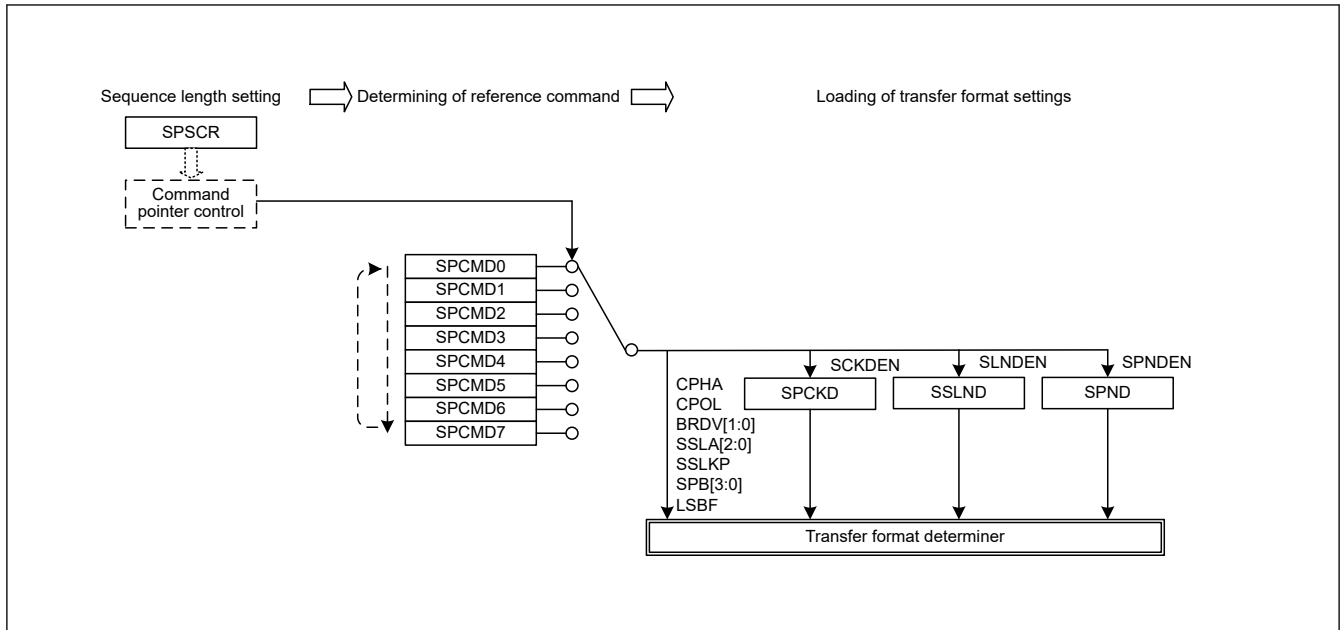 Sequence length setting
Determining of reference command
Loading of transfer format settings
SPSCR
Command
pointer control
SPCMD0
SPCMD1
SPCMD2
SPCMD3
SPCMD4
SPCMD5
SPCMD6
SPCMD7
CPHA
CPOL
BRDV[1:0]
SSLA[2:0]
SSLKP
SPB[3:0]
LSBF
SCKDEN
SPCKD
SLNDEN
SSLND
SPNDEN
SPND
Transfer format determiner